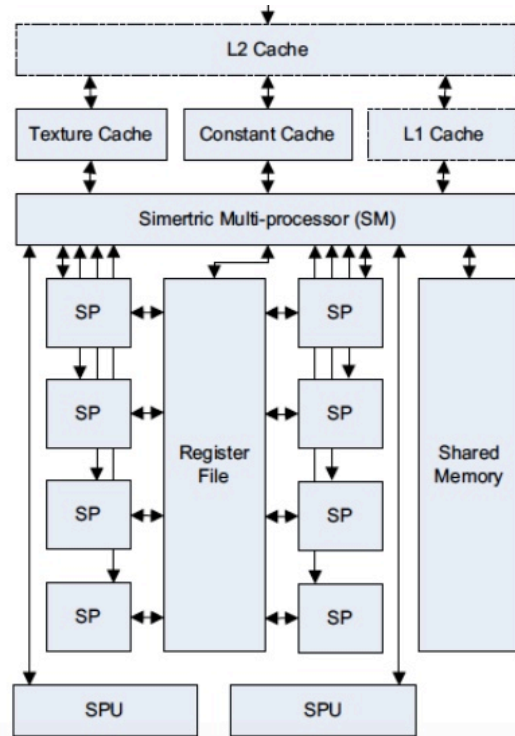 L2 Cache
Texture Cache
Constant Cache
L1 Cache
Simertric Multi-processor (SM)
SP
SP
SP
SP
Register
File
SP
SP
SP
SP
Shared
Memory
SPU
SPU